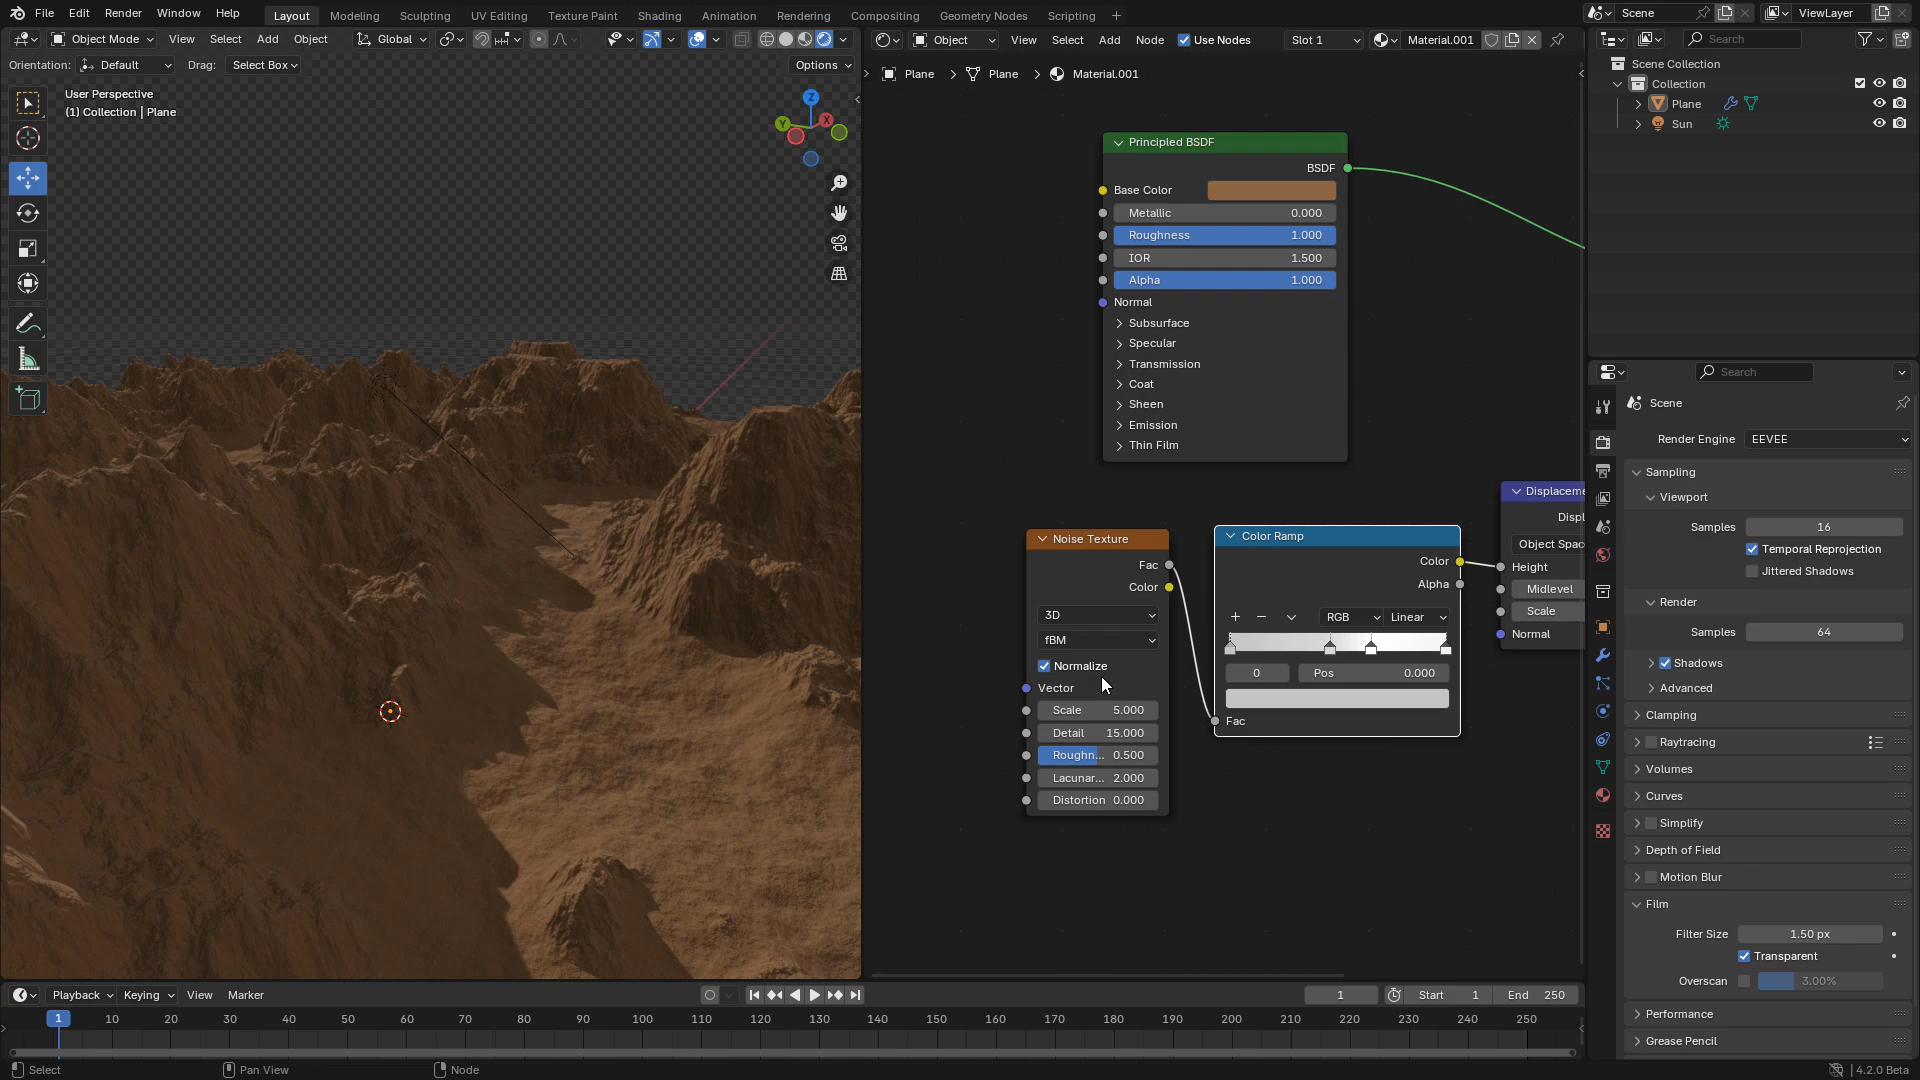 File Edit Render Window Help Layout Modeling Sculpting UV Editing Texture Paint Shading Animation Rendering Compositing Geometry Nodes Scripting Scene ViewLayer
Object Mode View Select Add Object Global
Orientation: Default Drag: Select Box Options
User Perspective
(1) Collection | Plane
Z
Y
X
Object View Select Add Node Use Nodes Slot 1 Material.001
Plane Plane Material.001
Principled BSDF
BSDF
Base Color
Metallic 0.000
Roughness 1.000
IOR 1.500
Alpha 1.000
Normal
Subsurface
Specular
Transmission
Coat
Sheen
Emission
Thin Film
Noise Texture
Fac
Color
3D
fBM
Normalize
Vector
Scale 5.000
Detail 15.000
Roughn... 0.500
Lacunar... 2.000
Distortion 0.000
Color Ramp
Color
Alpha
RGB Linear
0 Pos 0.000
Fac
Displaceme
Displ
Object Spac
Height
Midlevel
Scale
Normal
Search
Scene Collection
Collection
Plane
Sun
Search
Scene
Render Engine EEVEE
Sampling
Viewport
Samples 16
Temporal Reprojection
Jittered Shadows
Render
Samples 64
Shadows
Advanced
Clamping
Raytracing
Volumes
Curves
Simplify
Depth of Field
Motion Blur
Film
Filter Size 1.50 px
Transparent
Overscan 3.00%
Performance
Grease Pencil
Playback Keying View Marker 1 Start 1 End 250
1 10 20 30 40 50 60 70 80 90 100 110 120 130 140 150 160 170 180 190 200 210 220 230 240 250
Select Pan View Node 4.2.0 Beta